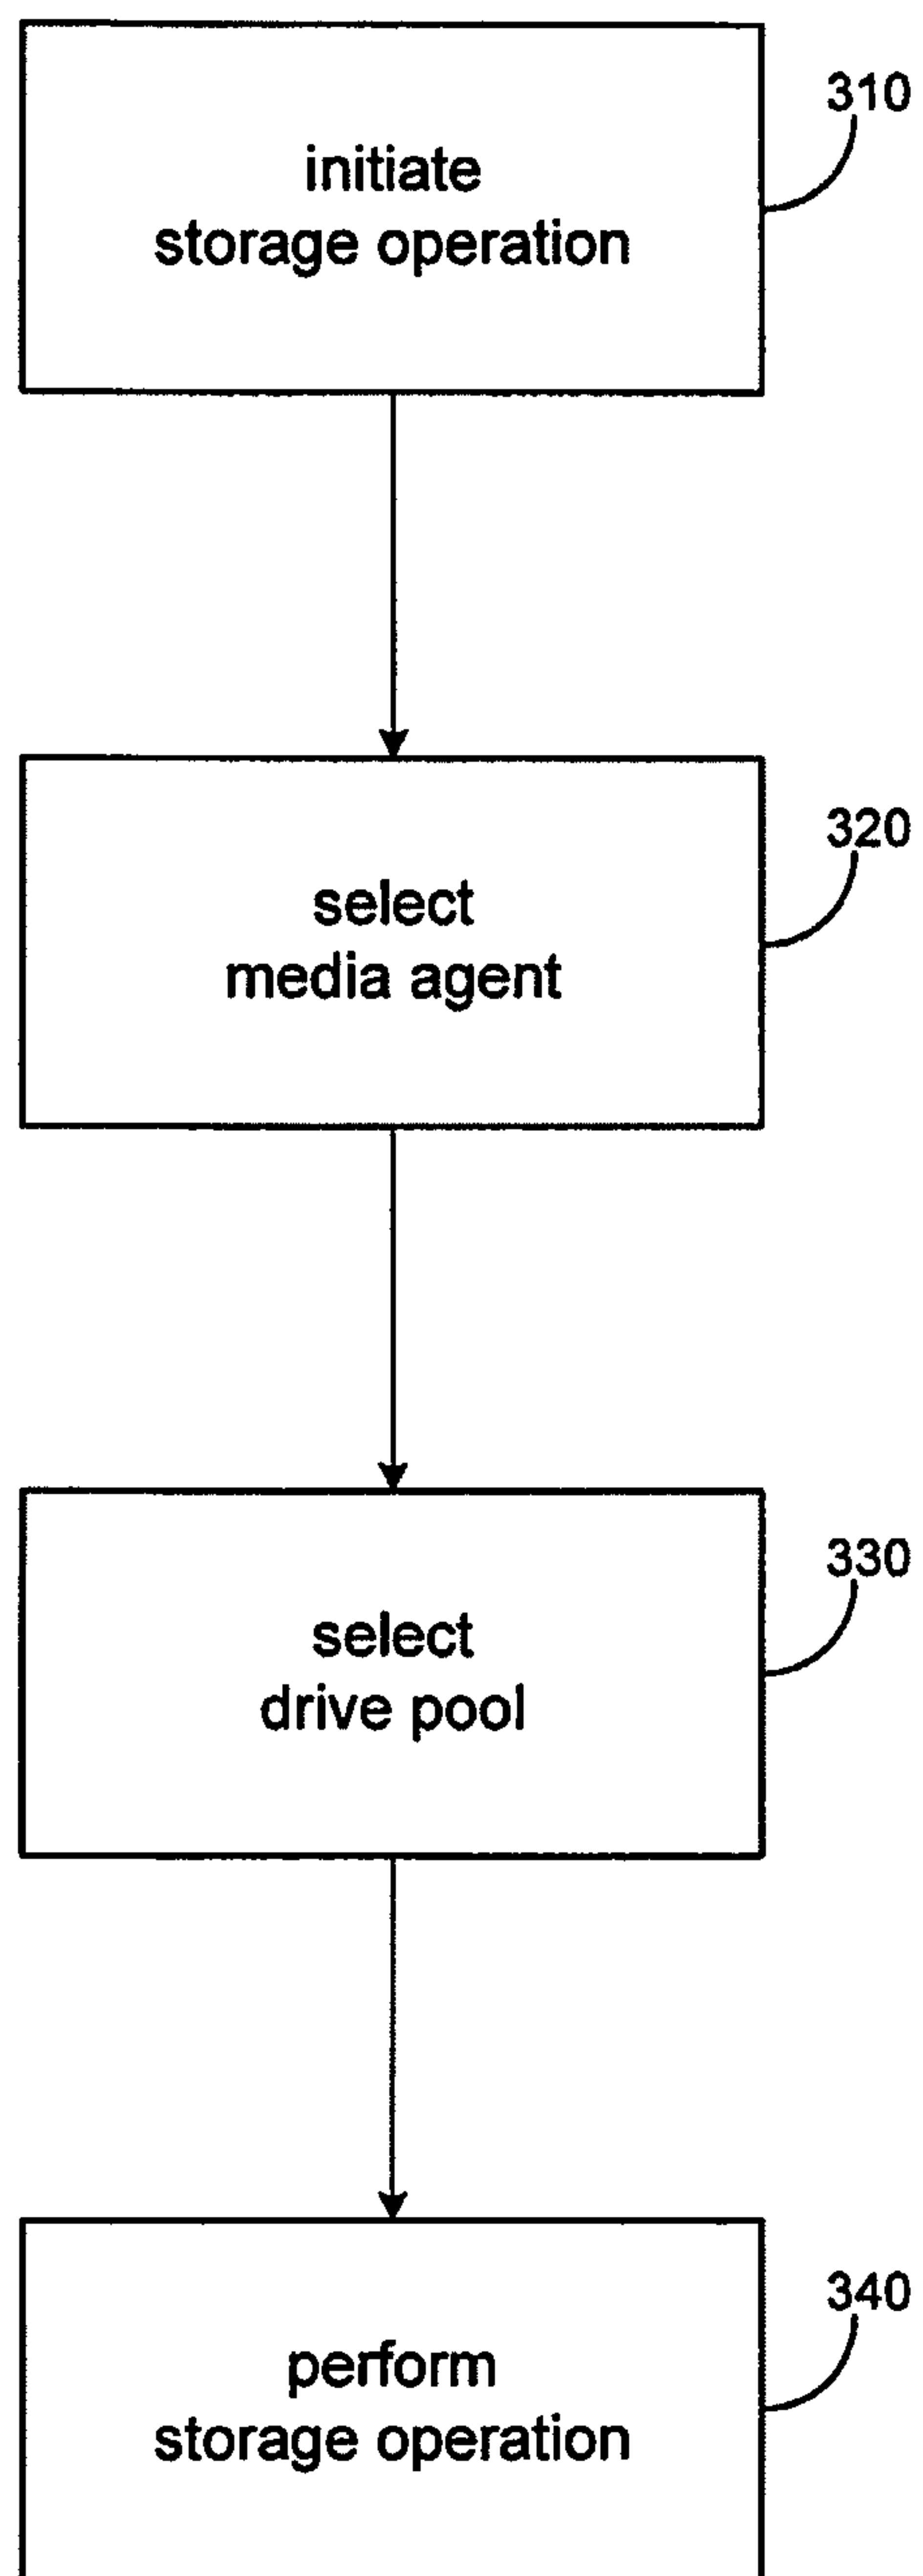 310
initiate
storage operation
320
select
media agent
330
select
drive pool
340
perform
storage operation